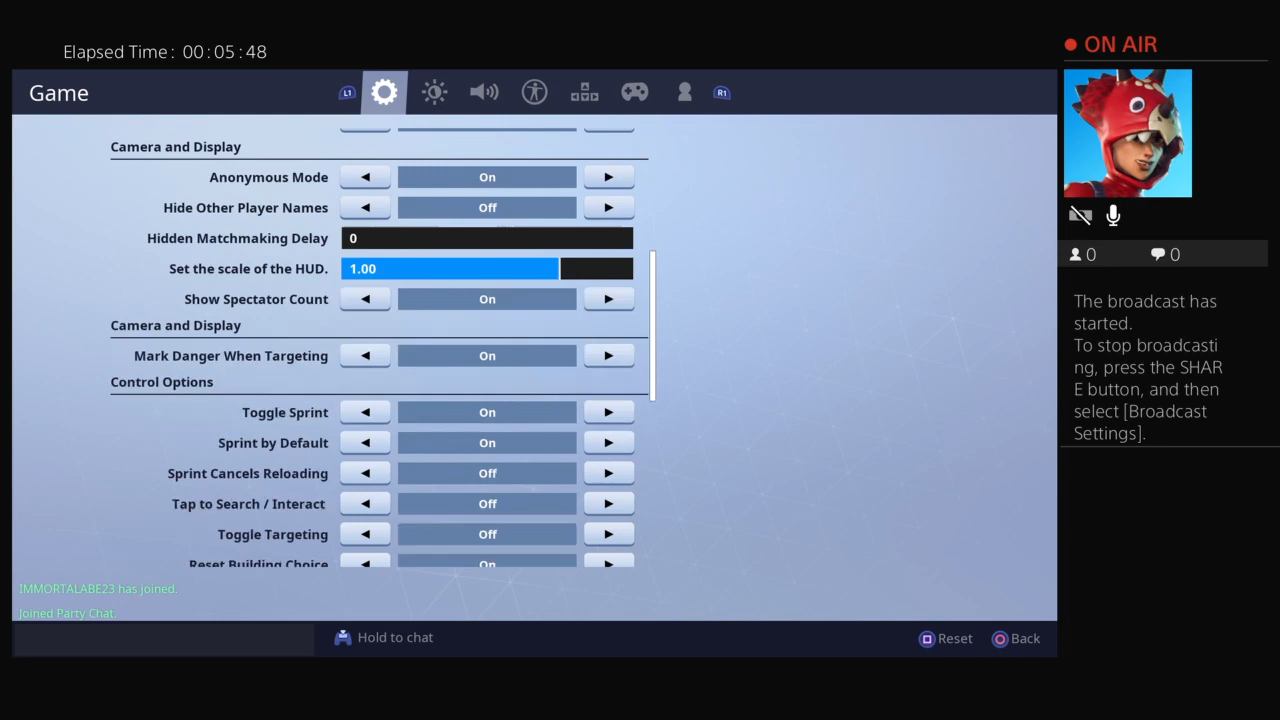 Elapsed Time: 00:05:48
ON AIR
Game
L1
R1
Camera and Display
Anonymous Mode On
Hide Other Player Names Off
Hidden Matchmaking Delay 0
Set the scale of the HUD. 1.00
Show Spectator Count On
Camera and Display
Mark Danger When Targeting On
Control Options
Toggle Sprint On
Sprint by Default On
Sprint Cancels Reloading Off
Tap to Search / Interact Off
Toggle Targeting Off
Reset Building Choice On
IMMORTALABE23 has joined.
Joined Party Chat.
Hold to chat
Reset
Back
0 0
The broadcast has
started.
To stop broadcasti
ng, press the SHAR
E button, and then
select [Broadcast
Settings].